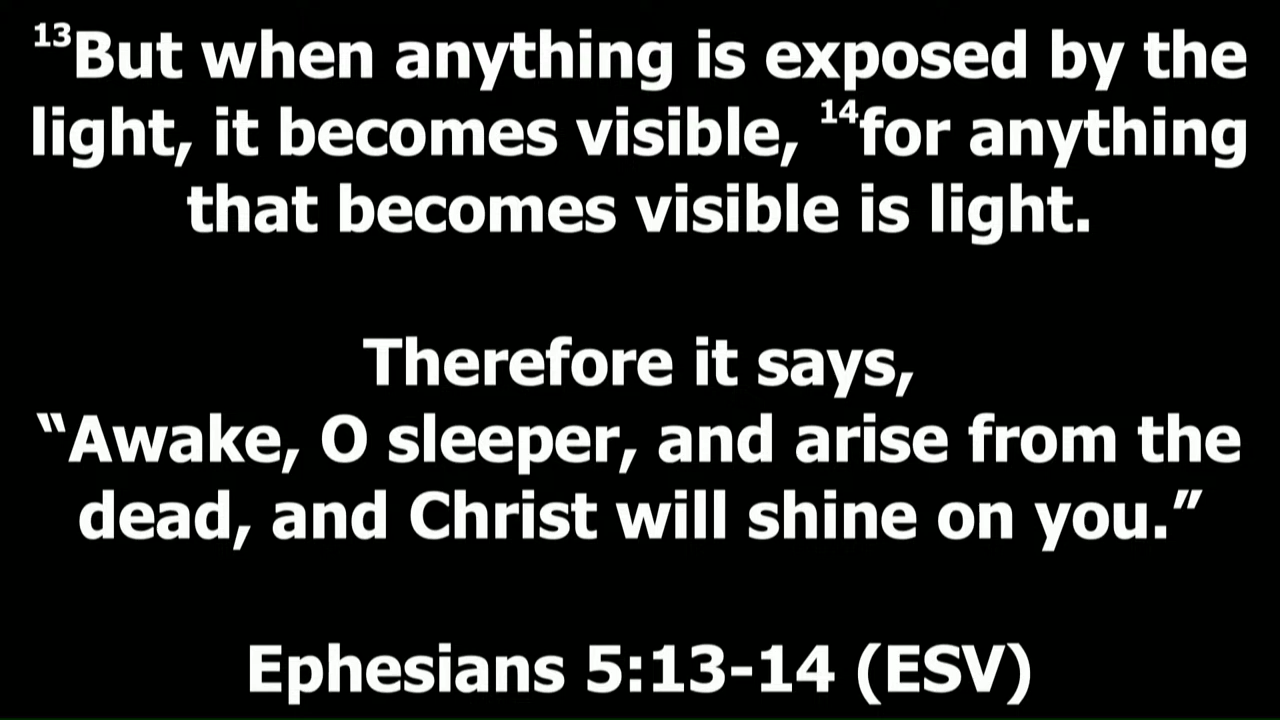 ¹³But when anything is exposed by the
light, it becomes visible, ¹⁴for anything
that becomes visible is light.
Therefore it says,
“Awake, O sleeper, and arise from the
dead, and Christ will shine on you.”
Ephesians 5:13-14 (ESV)